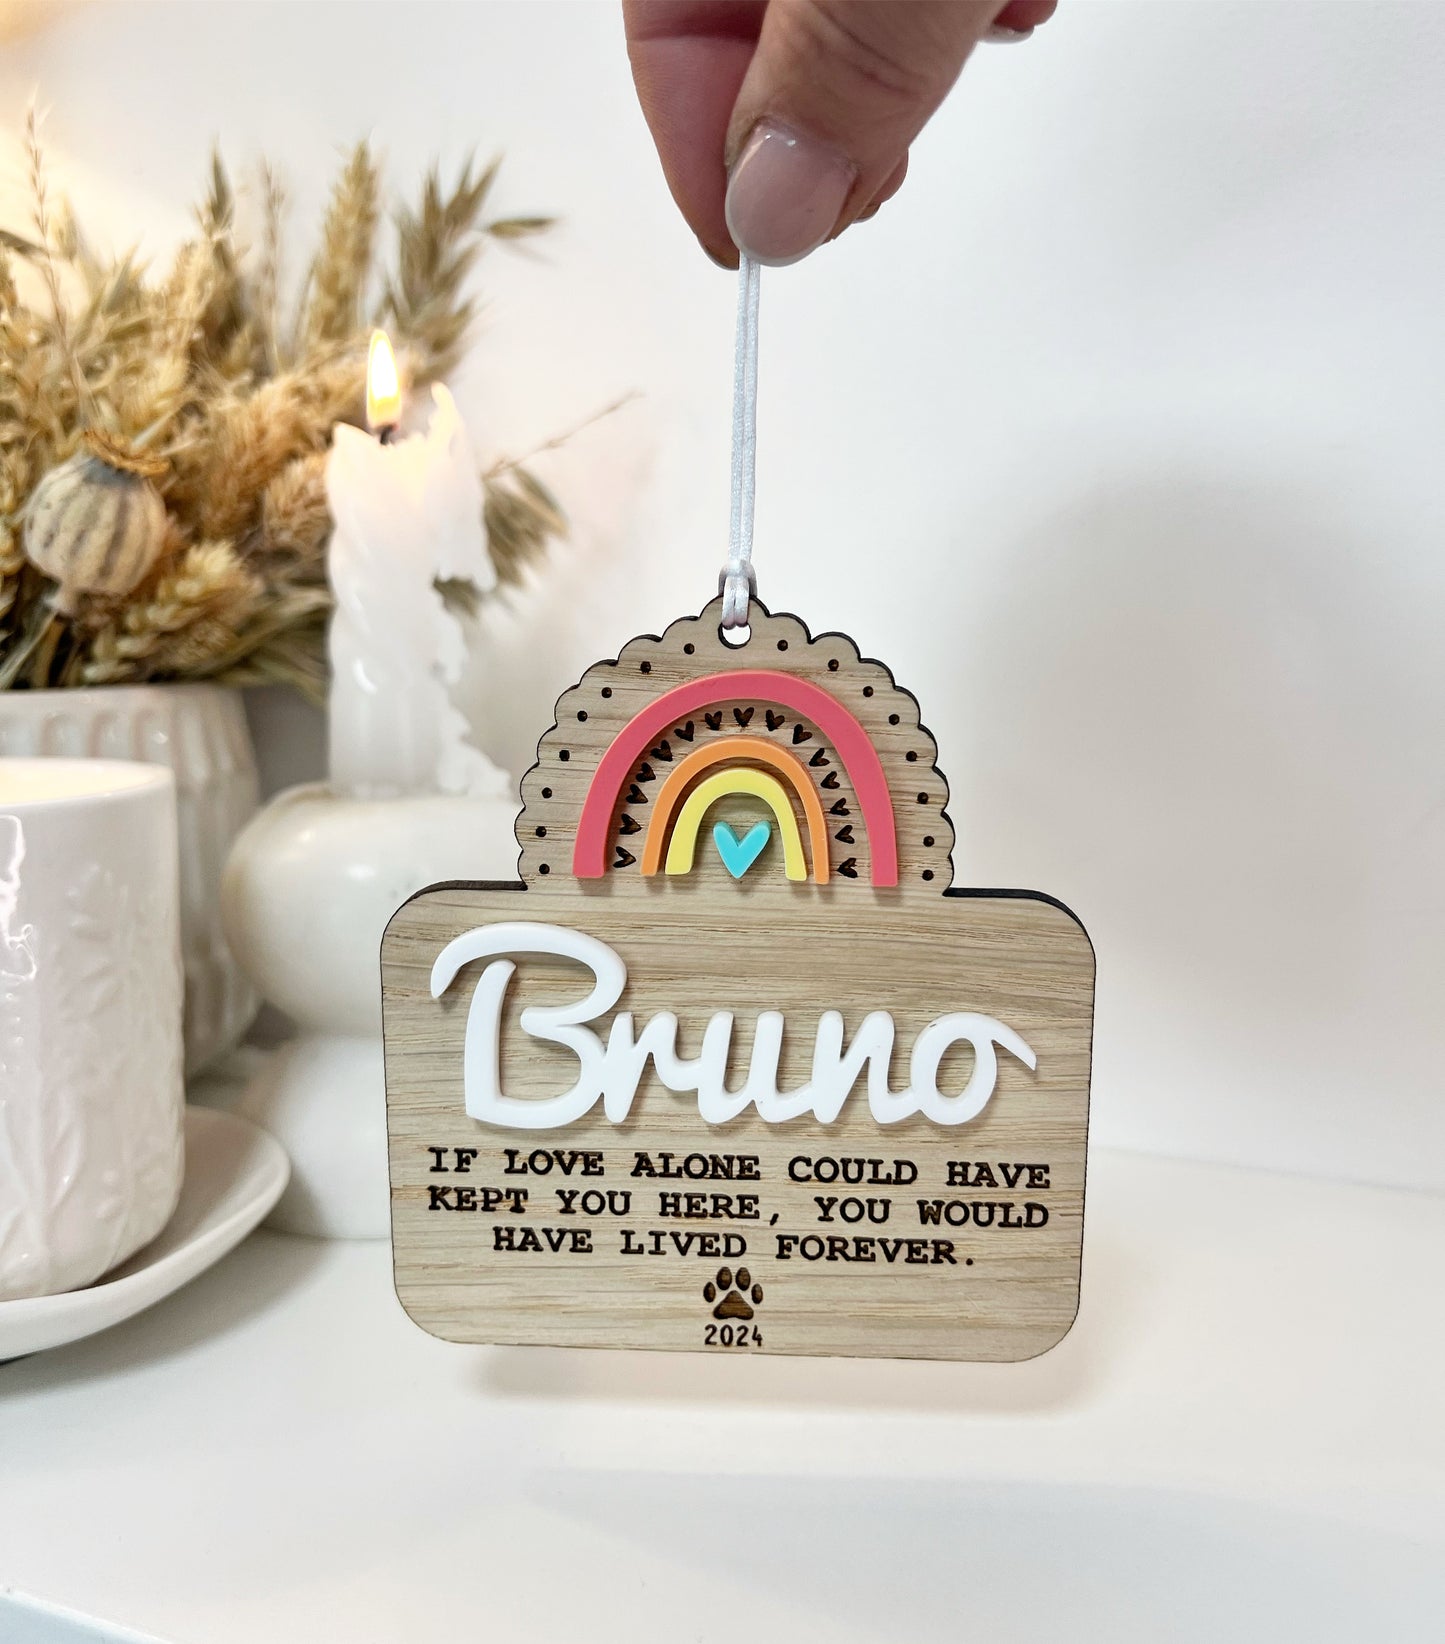 Bruno
IF LOVE ALONE COULD HAVE
KEPT YOU HERE, YOU WOULD
HAVE LIVED FOREVER.
2024